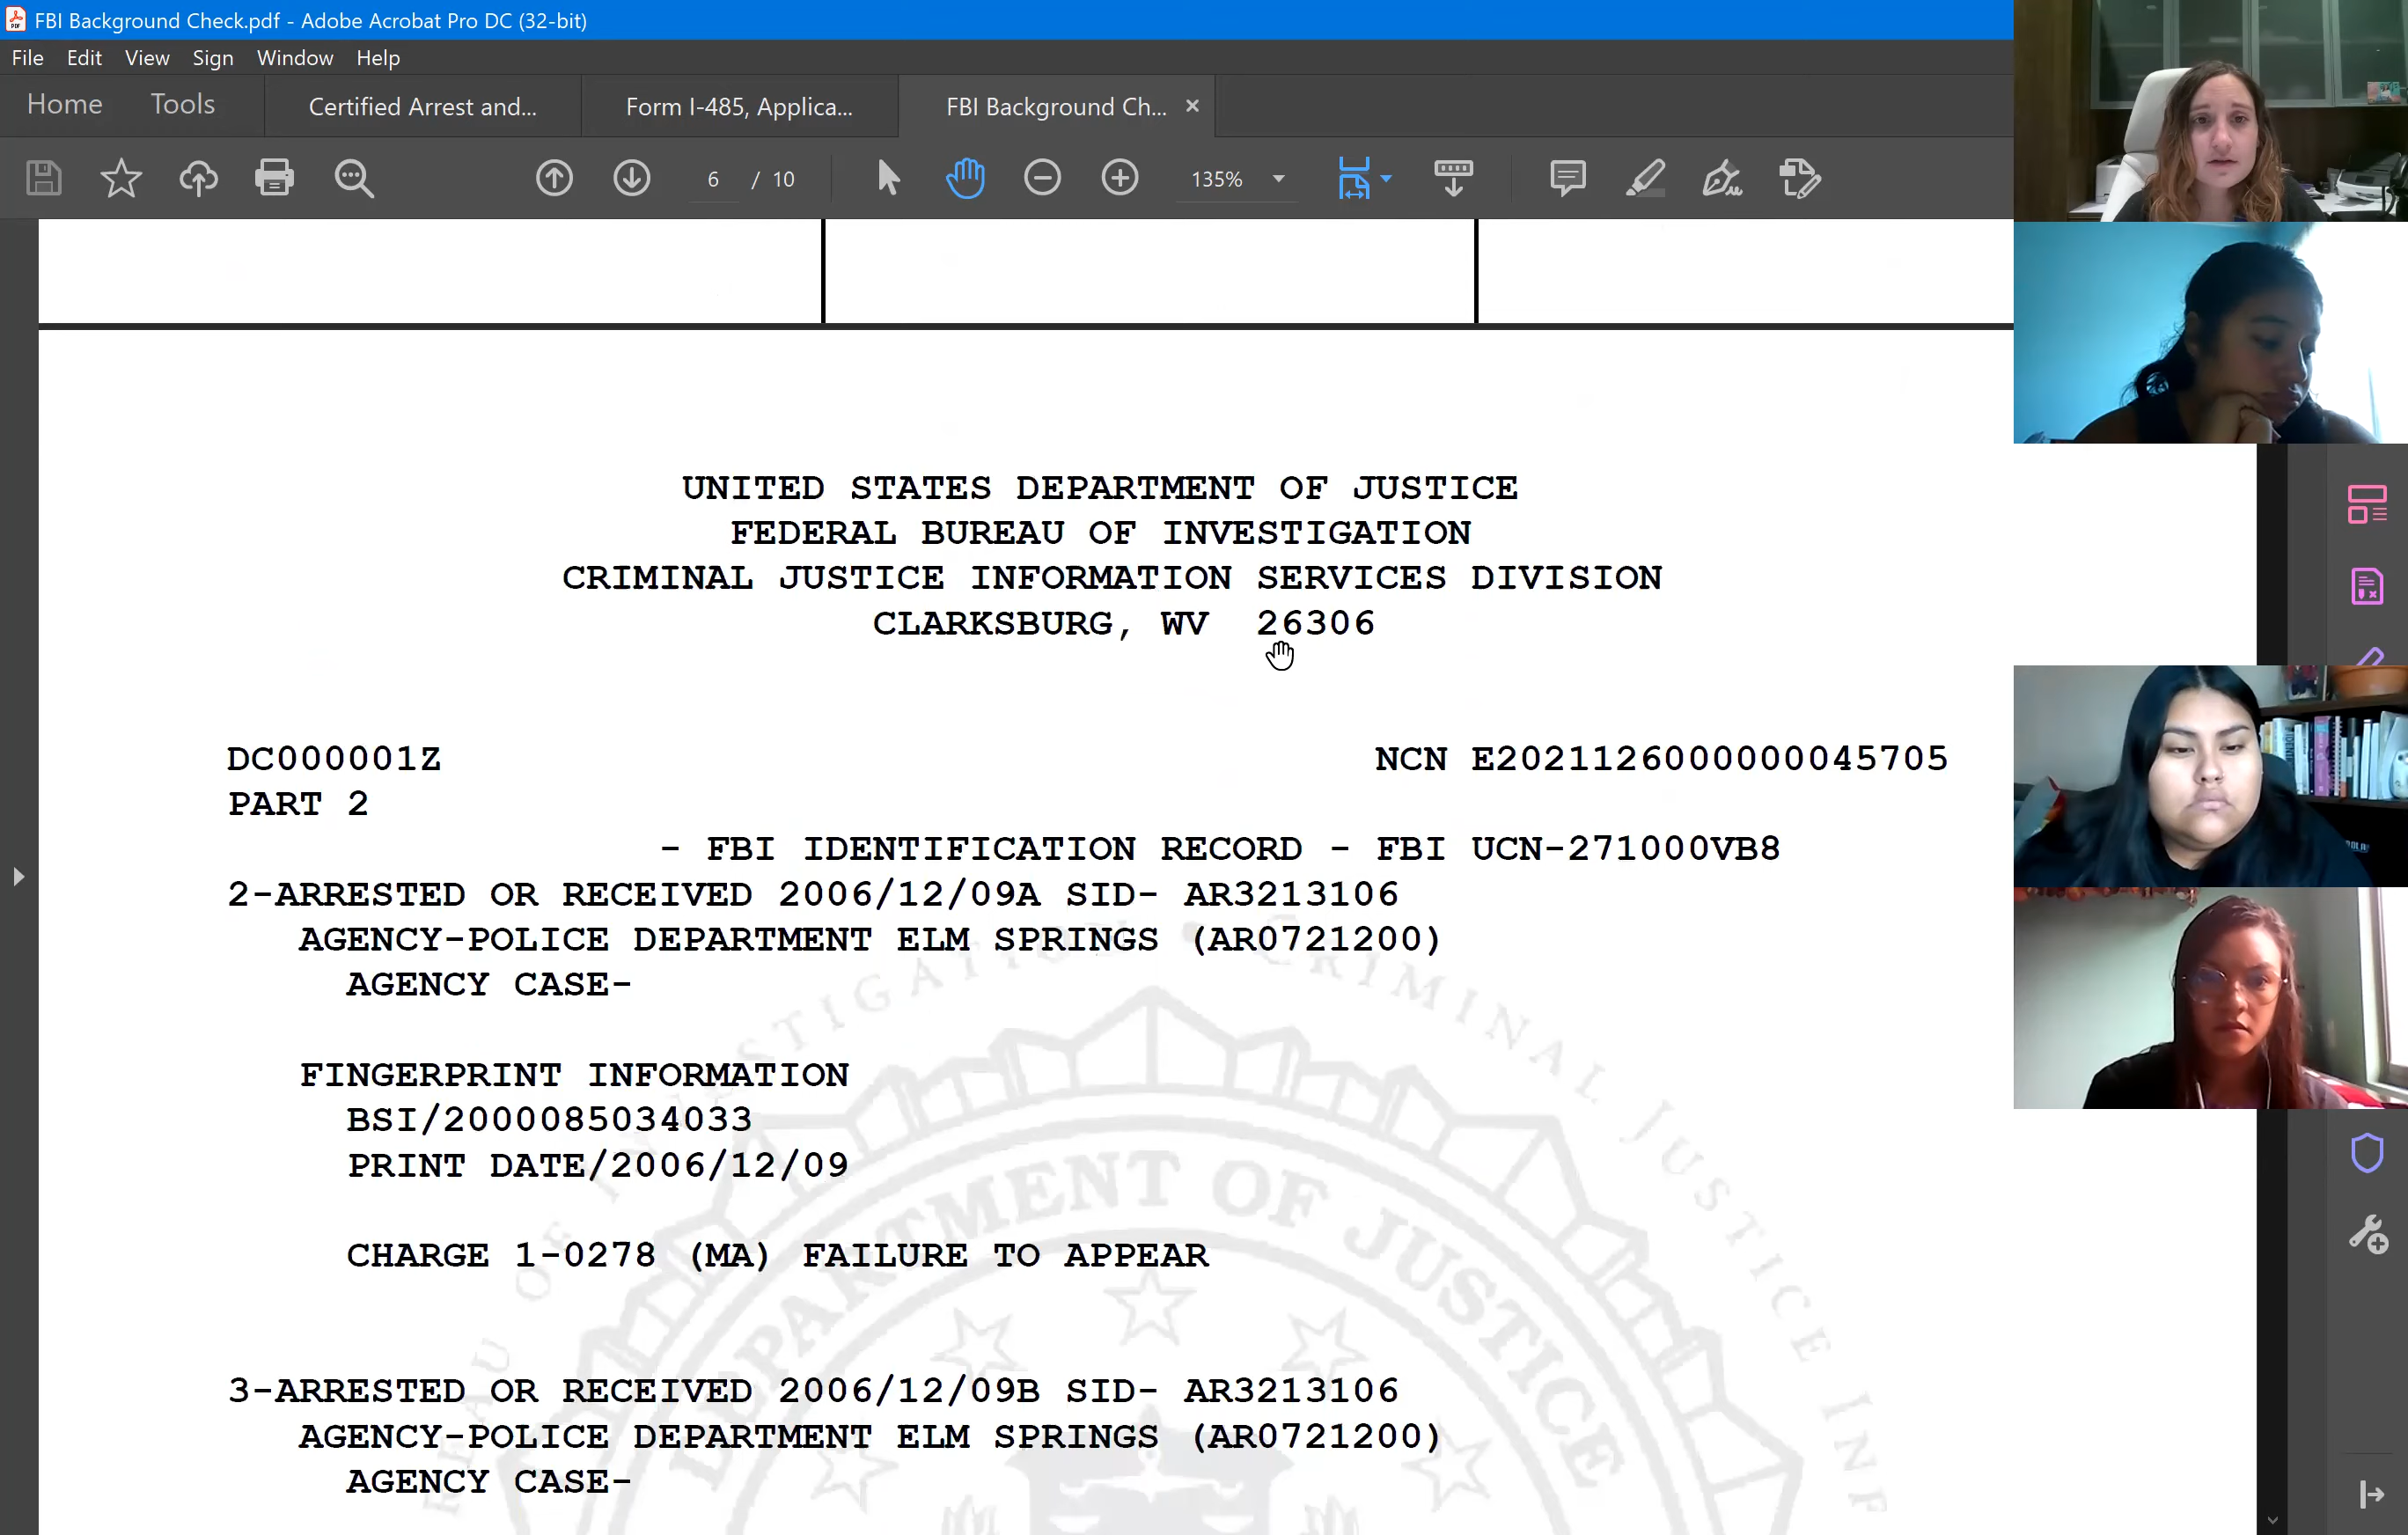 FBI Background Check.pdf - Adobe Acrobat Pro DC (32-bit)
File Edit View Sign Window Help
Home Tools Certified Arrest and... Form I-485, Applica... FBI Background Ch... ×
6 / 10 135%
UNITED STATES DEPARTMENT OF JUSTICE
FEDERAL BUREAU OF INVESTIGATION
CRIMINAL JUSTICE INFORMATION SERVICES DIVISION
CLARKSBURG, WV 26306
DC000001Z NCN E2021126000000045705
PART 2
- FBI IDENTIFICATION RECORD - FBI UCN-271000VB8
2-ARRESTED OR RECEIVED 2006/12/09A SID- AR3213106
AGENCY-POLICE DEPARTMENT ELM SPRINGS (AR0721200)
AGENCY CASE-
FINGERPRINT INFORMATION
BSI/2000085034033
PRINT DATE/2006/12/09
CHARGE 1-0278 (MA) FAILURE TO APPEAR
3-ARRESTED OR RECEIVED 2006/12/09B SID- AR3213106
AGENCY-POLICE DEPARTMENT ELM SPRINGS (AR0721200)
AGENCY CASE-
DEPARTMENT OF JUSTICE